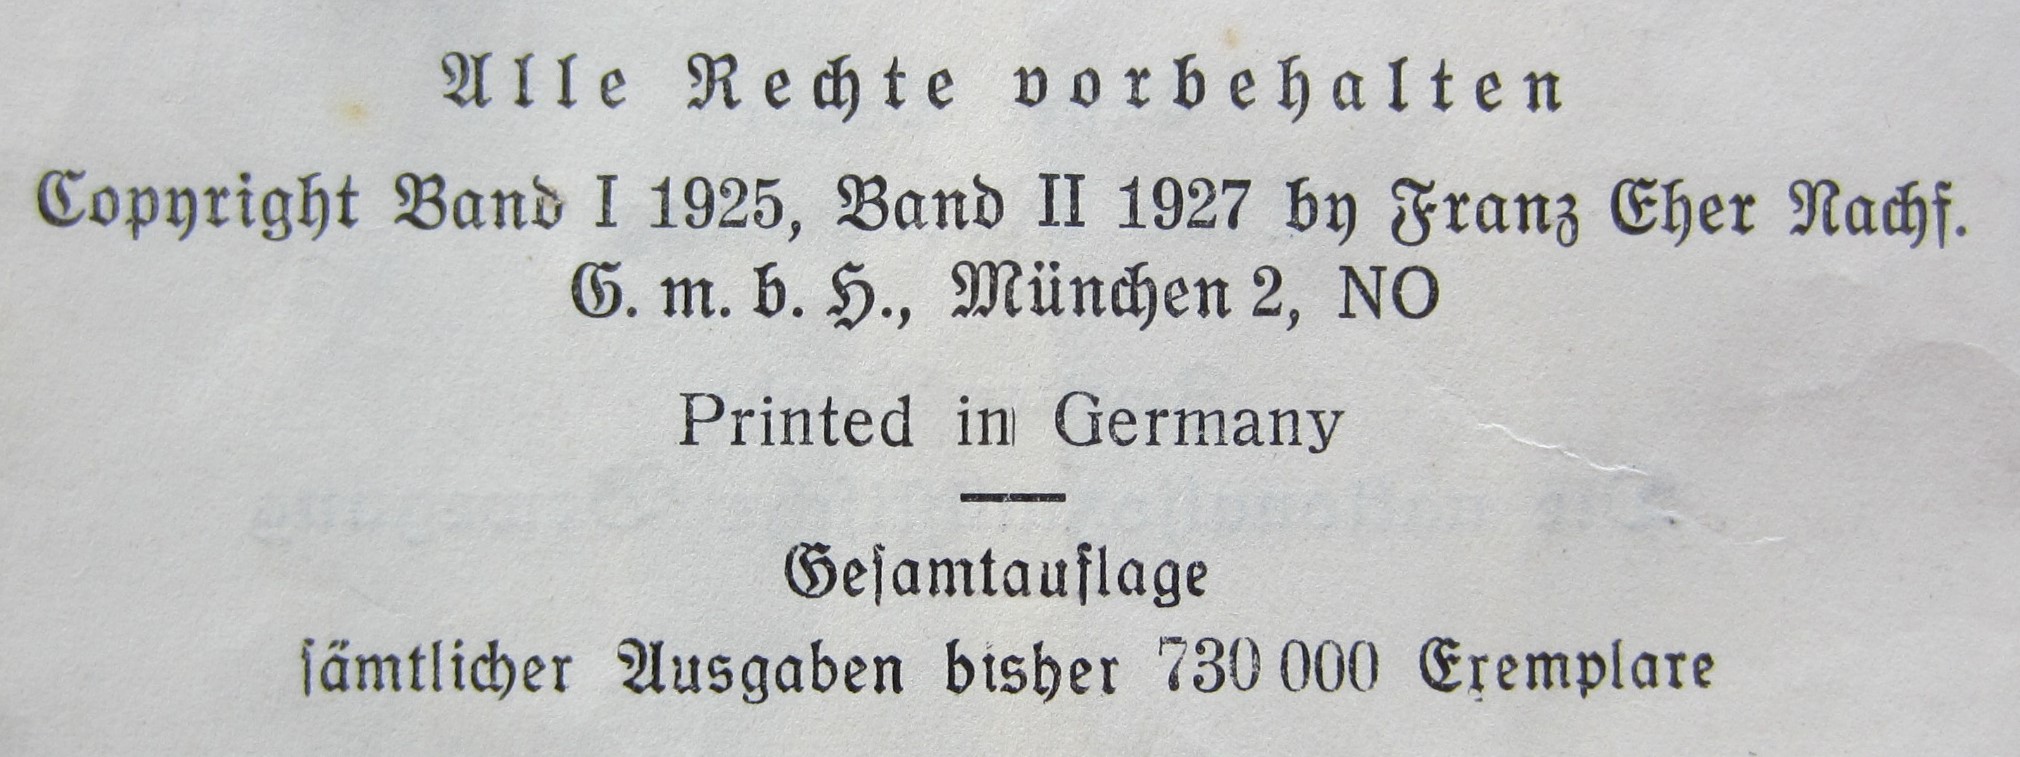 Alle Rechte vorbehalten
Copyright Band I 1925, Band II 1927 by Franz Eher Nachf.
G. m. b. H., München 2, NO
Printed in Germany
Gesamtauflage
sämtlicher Ausgaben bisher 730 000 Exemplare